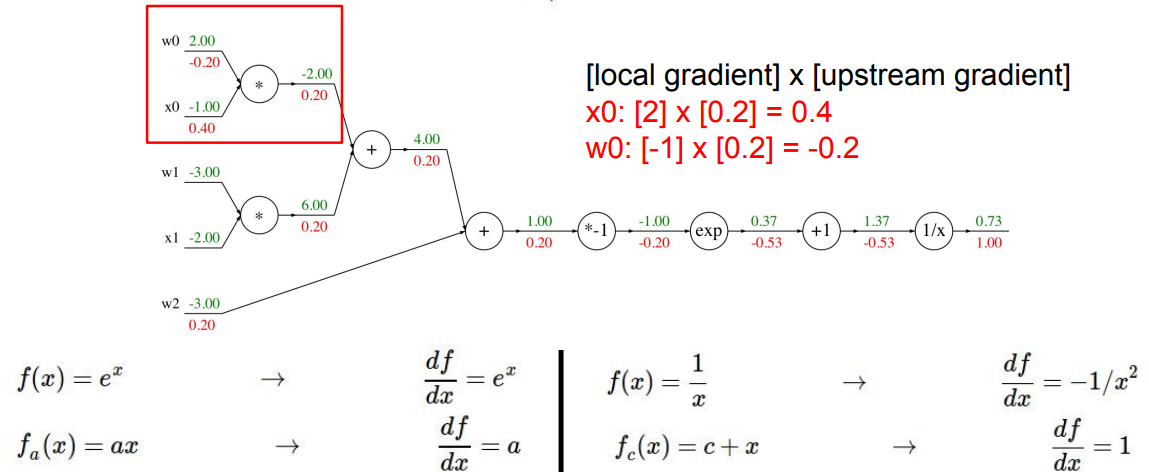 [local gradient] x [upstream gradient]
x0: [2] x [0.2] = 0.4
w0: [-1] x [0.2] = -0.2
w0 2.00
-0.20
*
-2.00
0.20
x0 -1.00
0.40
+
4.00
0.20
w1 -3.00
*
6.00
0.20
x1 -2.00
+
1.00
0.20
*-1
-1.00
-0.20
exp
0.37
-0.53
+1
1.37
-0.53
1/x
0.73
1.00
w2 -3.00
0.20
f(x) = e^x → df/dx = e^x
f(x) = 1/x → df/dx = −1/x²
f_a(x) = ax → df/dx = a
f_c(x) = c + x → df/dx = 1